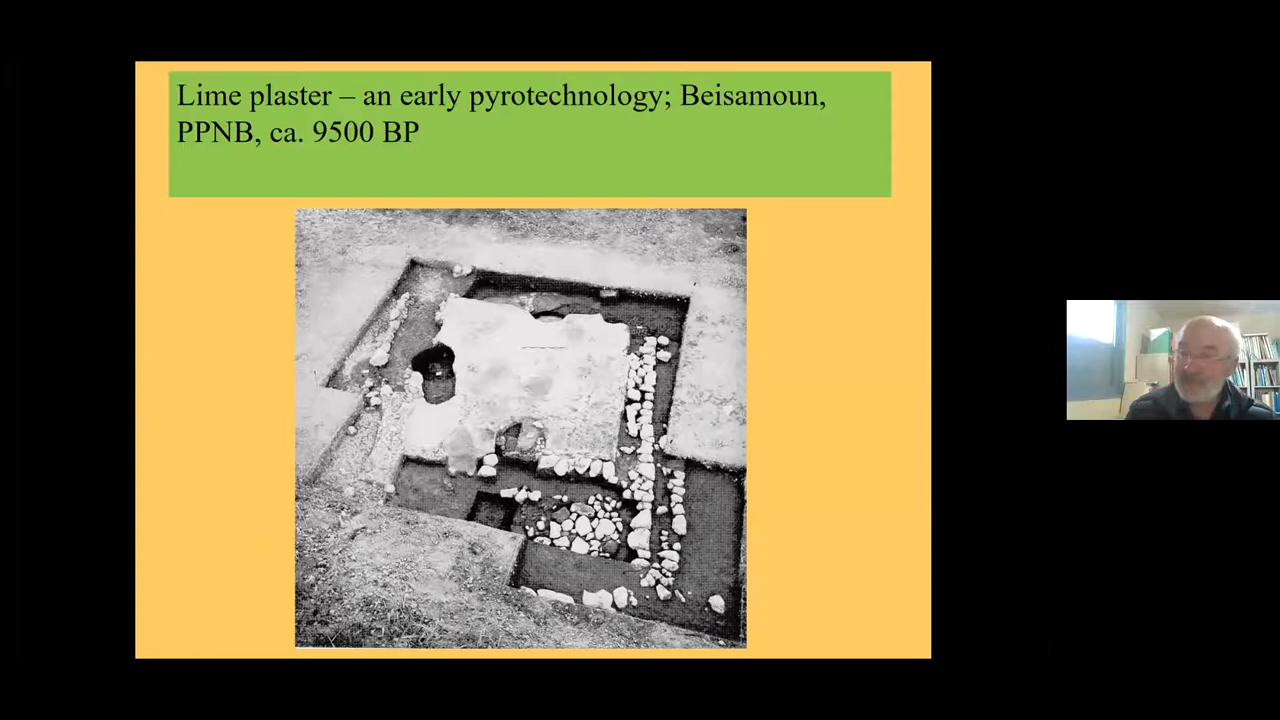 Lime plaster – an early pyrotechnology; Beisamoun,
PPNB, ca. 9500 BP